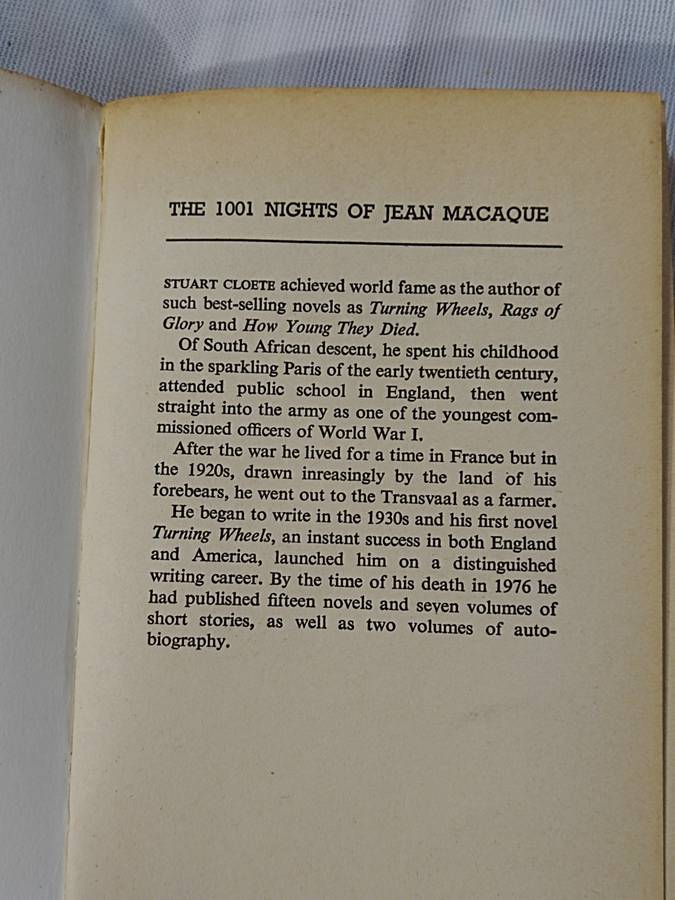 THE 1001 NIGHTS OF JEAN MACAQUE
STUART CLOETE achieved world fame as the author of
such best-selling novels as Turning Wheels, Rags of
Glory and How Young They Died.
Of South African descent, he spent his childhood
in the sparkling Paris of the early twentieth century,
attended public school in England, then went
straight into the army as one of the youngest com-
missioned officers of World War I.
After the war he lived for a time in France but in
the 1920s, drawn inreasingly by the land of his
forebears, he went out to the Transvaal as a farmer.
He began to write in the 1930s and his first novel
Turning Wheels, an instant success in both England
and America, launched him on a distinguished
writing career. By the time of his death in 1976 he
had published fifteen novels and seven volumes of
short stories, as well as two volumes of auto-
biography.